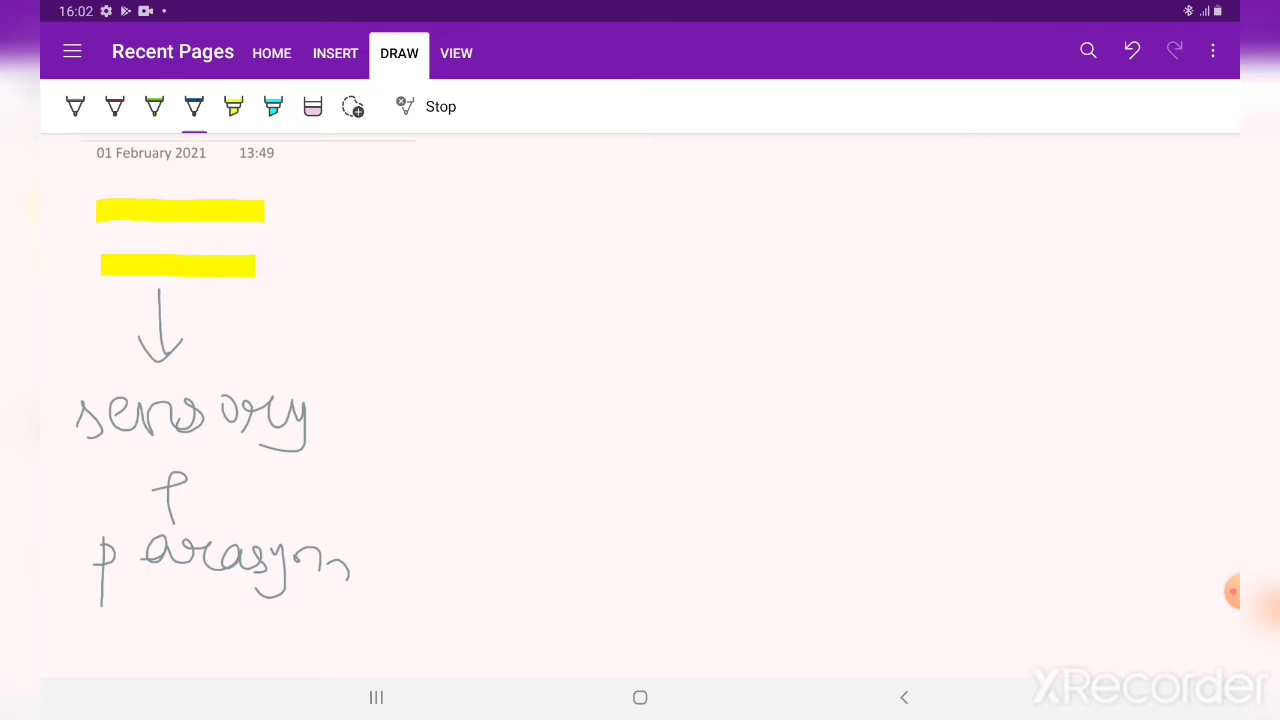 16:02
Recent Pages HOME INSERT DRAW VIEW
Stop
01 February 2021 13:49
sensory
+
parasym
XRecorder